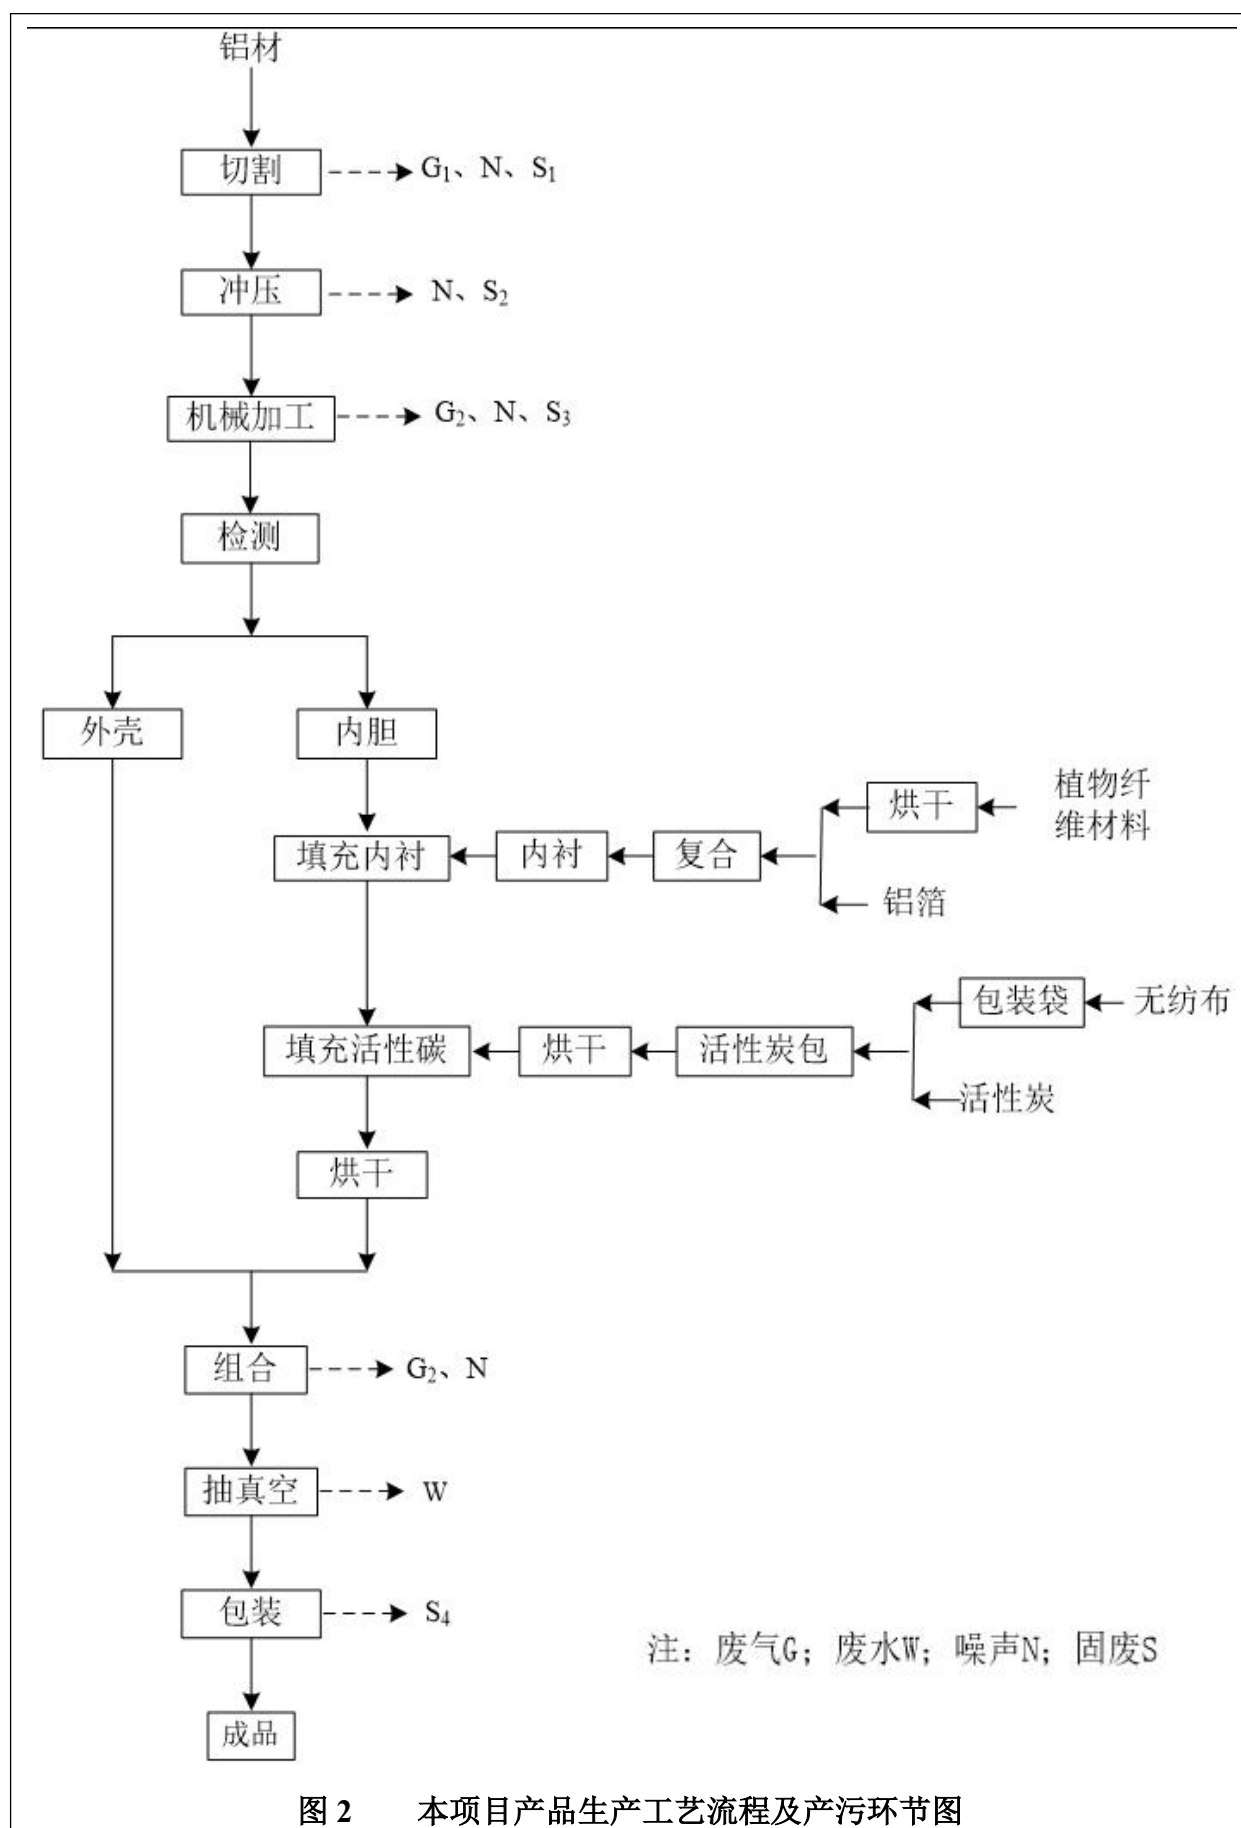 铝材
切割
G₁、N、S₁
冲压
N、S₂
机械加工
G₂、N、S₃
检测
外壳
内胆
填充内衬
内衬
复合
烘干
植物纤
维材料
铝箔
填充活性碳
烘干
活性炭包
包装袋
无纺布
活性炭
烘干
组合
G₂、N
抽真空
W
包装
S₄
注：废气G；废水W；噪声N；固废S
成品
图 2 本项目产品生产工艺流程及产污环节图